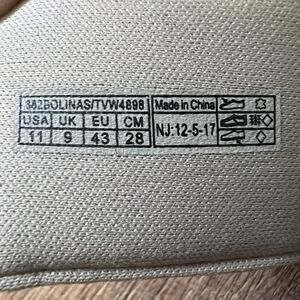 382BOLINAS/TVW4898 Made in China
USA UK EU CM NJ:12-5-17
11 9 43 28